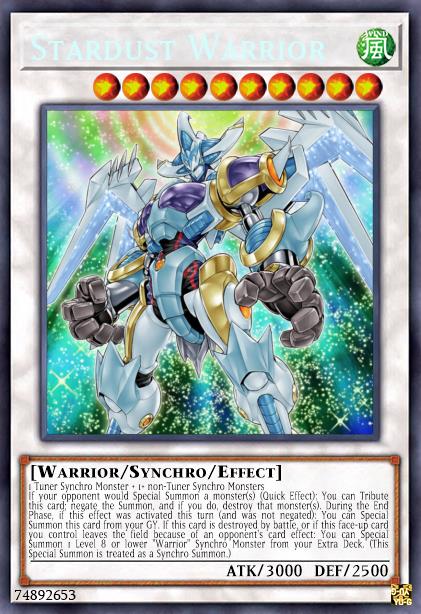 Stardust Warrior
WIND
風
[Warrior/Synchro/Effect]
1 Tuner Synchro Monster + 1+ non-Tuner Synchro Monsters
If your opponent would Special Summon a monster(s) (Quick Effect): You can Tribute
this card; negate the Summon, and if you do, destroy that monster(s). During the End
Phase, if this effect was activated this turn (and was not negated): You can Special
Summon this card from your GY. If this card is destroyed by battle, or if this face-up card
you control leaves the field because of an opponent's card effect: You can Special
Summon 1 Level 8 or lower "Warrior" Synchro Monster from your Extra Deck. (This
Special Summon is treated as a Synchro Summon.)
ATK/3000 DEF/2500
74892653